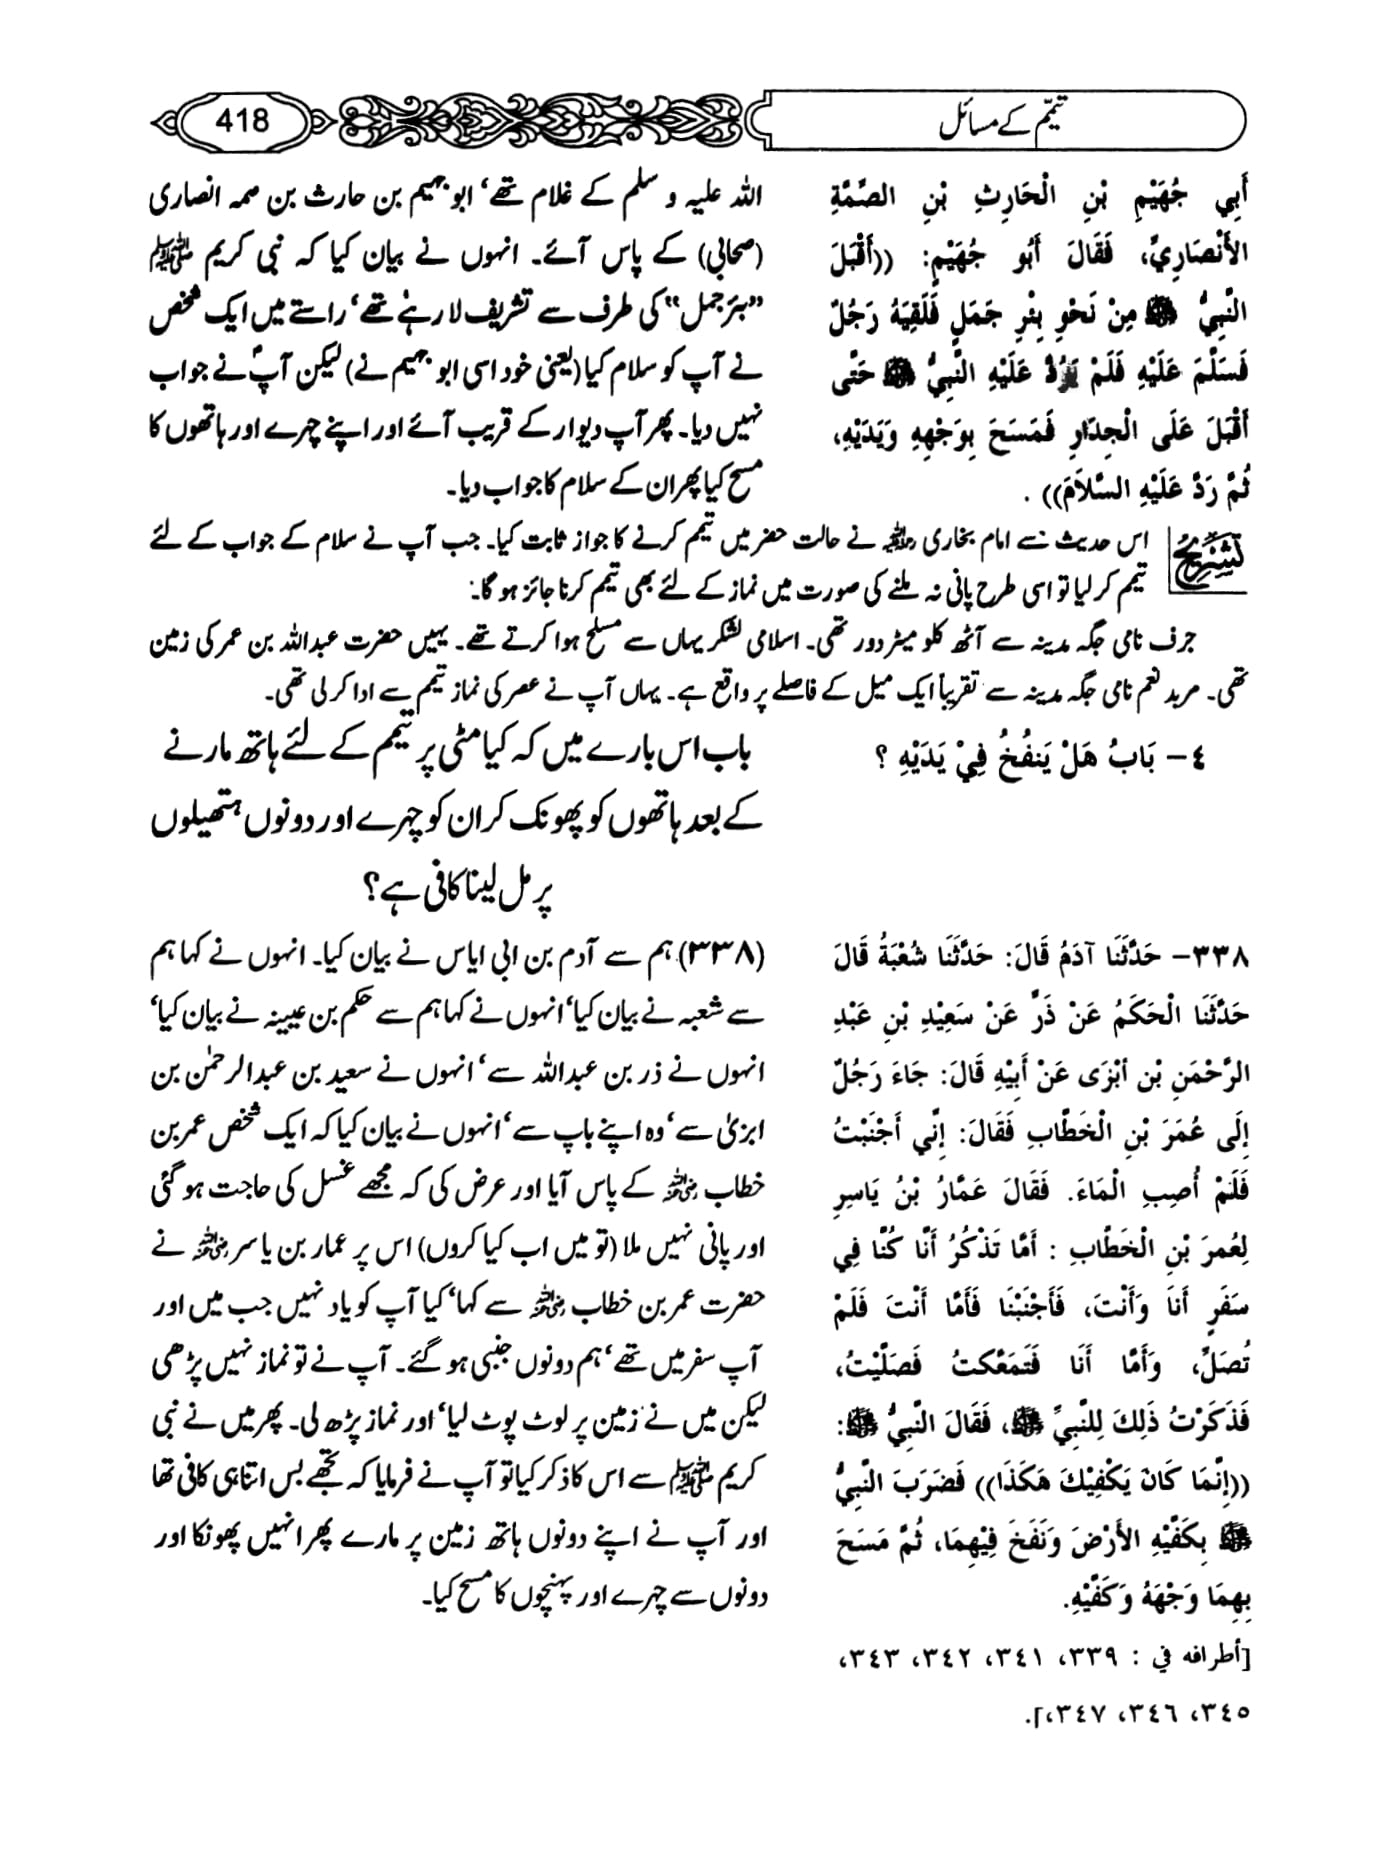 تیمّم کے مسائل
418
أَبِي جُهَيْمِ بْنِ الْحَارِثِ بْنِ الصِّمَّةِ
الأَنْصَارِيِّ، فَقَالَ أَبُو جُهَيْمٍ: ((أَقْبَلَ
النَّبِيُّ ﷺ مِنْ نَحْوِ بِئْرِ جَمَلٍ فَلَقِيَهُ رَجُلٌ
فَسَلَّمَ عَلَيْهِ فَلَمْ يَرُدَّ عَلَيْهِ النَّبِيُّ ﷺ حَتَّى
أَقْبَلَ عَلَى الْجِدَارِ فَمَسَحَ بِوَجْهِهِ وَيَدَيْهِ،
ثُمَّ رَدَّ عَلَيْهِ السَّلاَمَ)) .
اللہ علیہ و سلم کے غلام تھے‘ ابو جہیم بن حارث بن صمہ انصاری
(صحابی) کے پاس آئے۔ انہوں نے بیان کیا کہ نبی کریم ﷺ
”بئر جمل“ کی طرف سے تشریف لا رہے تھے‘ راستے میں ایک شخص
نے آپ کو سلام کیا (یعنی خود اسی ابو جہیم نے) لیکن آپؐ نے جواب
نہیں دیا۔ پھر آپ دیوار کے قریب آئے اور اپنے چہرے اور ہاتھوں کا
مسح کیا پھر ان کے سلام کا جواب دیا۔
تشریح
اس حدیث سے امام بخاری رحمہ اللہ نے حالت حضر میں تیمم کرنے کا جواز ثابت کیا۔ جب آپ نے سلام کے جواب کے لئے
تیمم کر لیا تو اسی طرح پانی نہ ملنے کی صورت میں نماز کے لئے بھی تیمم کرنا جائز ہو گا۔
جرف نامی جگہ مدینہ سے آٹھ کلو میٹر دور تھی۔ اسلامی لشکر یہاں سے مسلح ہوا کرتے تھے۔ یہیں حضرت عبداللہ بن عمر کی زمین
تھی۔ مربد نعم نامی جگہ مدینہ سے تقریباً ایک میل کے فاصلے پر واقع ہے۔ یہاں آپ نے عصر کی نماز تیمم سے ادا کر لی تھی۔
٤- بَابُ هَلْ يَنفُخُ فِيْ يَدَيْهِ ؟
باب اس بارے میں کہ کیا مٹی پر تیمم کے لئے ہاتھ مارنے
کے بعد ہاتھوں کو پھونک کر ان کو چہرے اور دونوں ہتھیلوں
پر مل لینا کافی ہے؟
٣٣٨- حَدَّثَنَا آدَمُ قَالَ: حَدَّثَنَا شُعْبَةُ قَالَ
حَدَّثَنَا الْحَكَمُ عَنْ ذَرٍّ عَنْ سَعِيْدِ بْنِ عَبْدِ
الرَّحْمَنِ بْنِ أَبْزَى عَنْ أَبِيْهِ قَالَ: جَاءَ رَجُلٌ
إِلَى عُمَرَ بْنِ الْخَطَّابِ فَقَالَ: إِنِّي أَجْنَبْتُ
فَلَمْ أُصِبِ الْمَاءَ. فَقَالَ عَمَّارُ بْنُ يَاسِرٍ
لِعُمرَ بْنِ الْخَطَّابِ : أَمَا تَذْكُرُ أَنَّا كُنَّا فِي
سَفَرٍ أَنَا وَأَنْتَ، فَأَجْنَبْنَا فَأَمَّا أَنْتَ فَلَمْ
تُصَلِّ، وَأَمَّا أَنَا فَتَمَعَّكْتُ فَصَلَّيْتُ،
فَذَكَرْتُ ذَلِكَ لِلنَّبِيِّ ﷺ، فَقَالَ النَّبِيُّ ﷺ:
((إِنَّمَا كَانَ يَكْفِيْكَ هَكَذَا)) فَضَرَبَ النَّبِيُّ
ﷺ بِكَفَّيْهِ الأَرْضَ وَنَفَخَ فِيْهِمَا، ثُمَّ مَسَحَ
بِهِمَا وَجْهَهُ وَكَفَّيْهِ.
[أطرافه في : ٣٣٩، ٣٤١، ٣٤٢، ٣٤٣،
٣٤٥، ٣٤٦، ٣٤٧،].
(۳۳۸) ہم سے آدم بن ابی ایاس نے بیان کیا۔ انہوں نے کہا ہم
سے شعبہ نے بیان کیا‘ انہوں نے کہا ہم سے حکم بن عیینہ نے بیان کیا‘
انہوں نے ذر بن عبداللہ سے‘ انہوں نے سعید بن عبدالرحمٰن بن
ابزیٰ سے‘ وہ اپنے باپ سے‘ انہوں نے بیان کیا کہ ایک شخص عمر بن
خطاب رضی اللہ عنہ کے پاس آیا اور عرض کی کہ مجھے غسل کی حاجت ہو گئی
اور پانی نہیں ملا (تو میں اب کیا کروں) اس پر عمار بن یاسر رضی اللہ عنہ نے
حضرت عمر بن خطاب رضی اللہ عنہ سے کہا‘ کیا آپ کو یاد نہیں جب میں اور
آپ سفر میں تھے‘ ہم دونوں جنبی ہو گئے۔ آپ نے تو نماز نہیں پڑھی
لیکن میں نے زمین پر لوٹ پوٹ لیا‘ اور نماز پڑھ لی۔ پھر میں نے نبی
کریم ﷺ سے اس کا ذکر کیا تو آپ نے فرمایا کہ تجھے بس اتنا ہی کافی تھا
اور آپ نے اپنے دونوں ہاتھ زمین پر مارے پھر انہیں پھونکا اور
دونوں سے چہرے اور پہنچوں کا مسح کیا۔